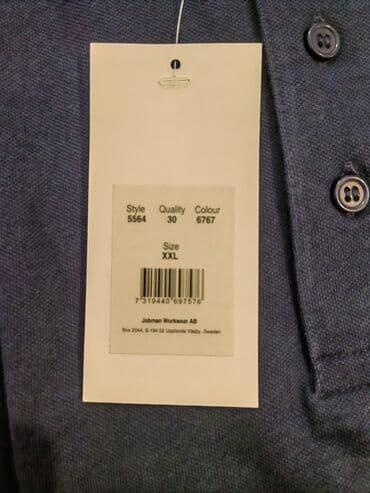 Style Quality Colour
5564 30 6767
Size
XXL
7 319440 697576
Jobman Workwear AB
Box 2044, S-194 02 Upplands Väsby, Sweden